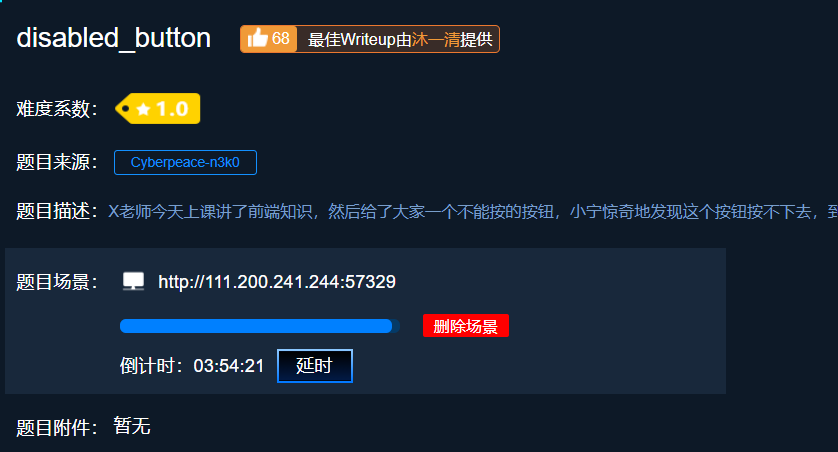 disabled_button 68 最佳Writeup由沐一清提供
难度系数： 1.0
题目来源： Cyberpeace-n3k0
题目描述：X老师今天上课讲了前端知识，然后给了大家一个不能按的按钮，小宁惊奇地发现这个按钮按不下去，到
题目场景： http://111.200.241.244:57329
删除场景
倒计时：03:54:21 延时
题目附件： 暂无